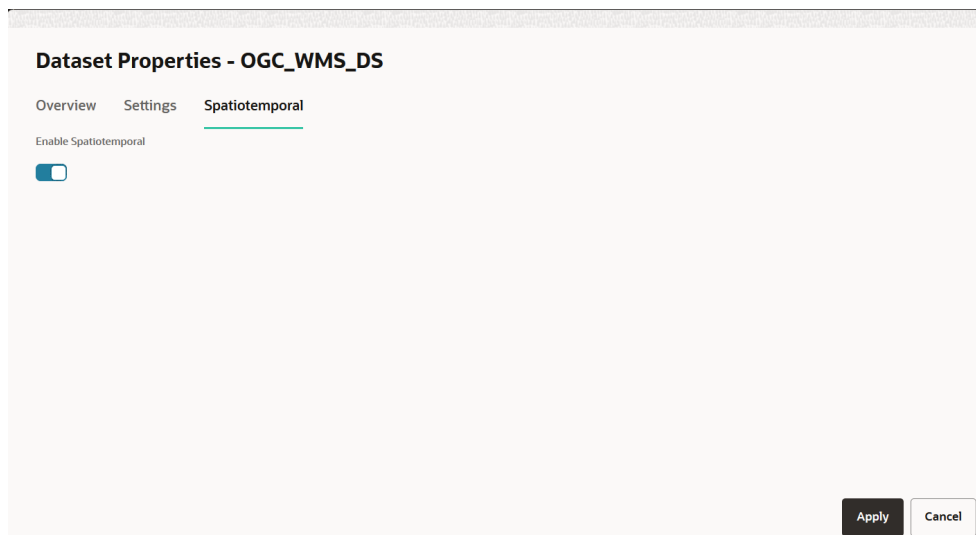 Dataset Properties - OGC_WMS_DS
Overview Settings Spatiotemporal
Enable Spatiotemporal
Apply Cancel